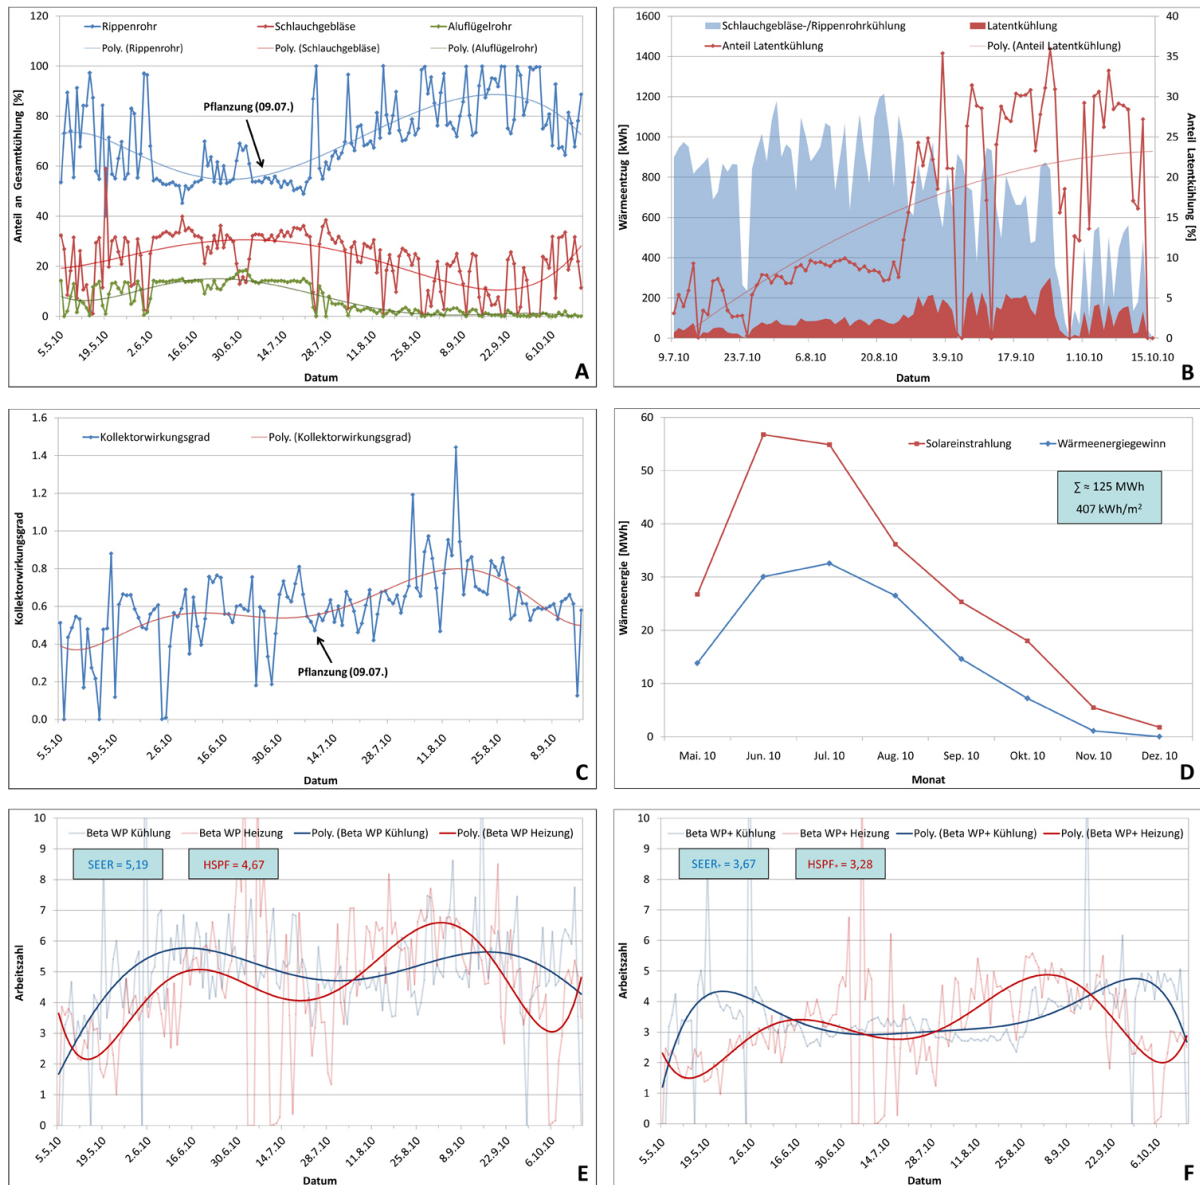 Rippenrohr
Schlauchgebläse
Aluflügelrohr
Poly. (Rippenrohr)
Poly. (Schlauchgebläse)
Poly. (Aluflügelrohr)
Anteil an Gesamtkühlung [%]
120
100
80
60
40
20
0
Pflanzung (09.07.)
5.5.10
19.5.10
2.6.10
16.6.10
30.6.10
14.7.10
28.7.10
11.8.10
25.8.10
8.9.10
22.9.10
6.10.10
Datum
A
Schlauchgebläse-/Rippenrohrkühlung
Latentkühlung
Anteil Latentkühlung
Poly. (Anteil Latentkühlung)
Wärmeentzug [kWh]
1600
1400
1200
1000
800
600
400
200
0
Anteil Latentkühlung [%]
40
35
30
25
20
15
10
5
0
9.7.10
23.7.10
6.8.10
20.8.10
3.9.10
17.9.10
1.10.10
15.10.10
Datum
B
Kollektorwirkungsgrad
Poly. (Kollektorwirkungsgrad)
Kollektorwirkungsgrad
1.6
1.4
1.2
1.0
0.8
0.6
0.4
0.2
0.0
Pflanzung (09.07.)
5.5.10
19.5.10
2.6.10
16.6.10
30.6.10
14.7.10
28.7.10
11.8.10
25.8.10
8.9.10
Datum
C
Solareinstrahlung
Wärmeenergiegewinn
∑ ≈ 125 MWh
407 kWh/m²
Wärmeenergie [MWh]
60
50
40
30
20
10
0
Mai. 10
Jun. 10
Jul. 10
Aug. 10
Sep. 10
Okt. 10
Nov. 10
Dez. 10
Monat
D
Beta WP Kühlung
Beta WP Heizung
Poly. (Beta WP Kühlung)
Poly. (Beta WP Heizung)
SEER = 5,19
HSPF = 4,67
Arbeitszahl
10
9
8
7
6
5
4
3
2
1
0
5.5.10
19.5.10
2.6.10
16.6.10
30.6.10
14.7.10
28.7.10
11.8.10
25.8.10
8.9.10
22.9.10
6.10.10
Datum
E
Beta WP+ Kühlung
Beta WP+ Heizung
Poly. (Beta WP+ Kühlung)
Poly. (Beta WP+ Heizung)
SEER₊ = 3,67
HSPF₊ = 3,28
Arbeitszahl
10
9
8
7
6
5
4
3
2
1
0
5.5.10
19.5.10
2.6.10
16.6.10
30.6.10
14.7.10
28.7.10
11.8.10
25.8.10
8.9.10
22.9.10
6.10.10
Datum
F